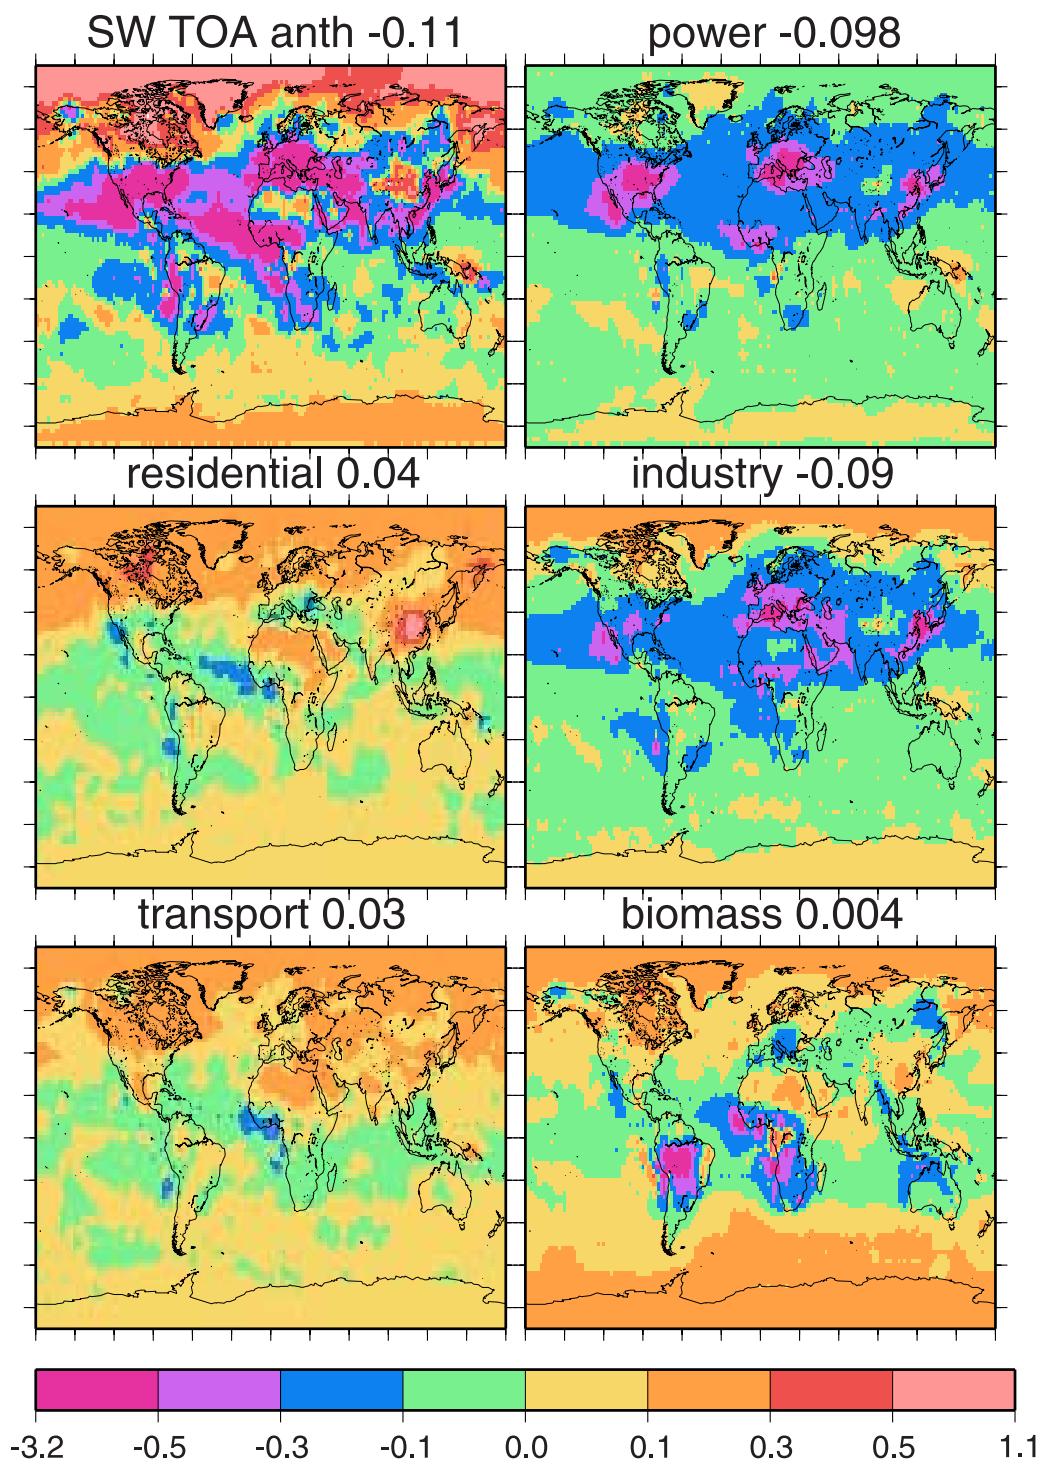 SW TOA anth -0.11
power -0.098
residential 0.04
industry -0.09
transport 0.03
biomass 0.004
-3.2 -0.5 -0.3 -0.1 0.0 0.1 0.3 0.5 1.1